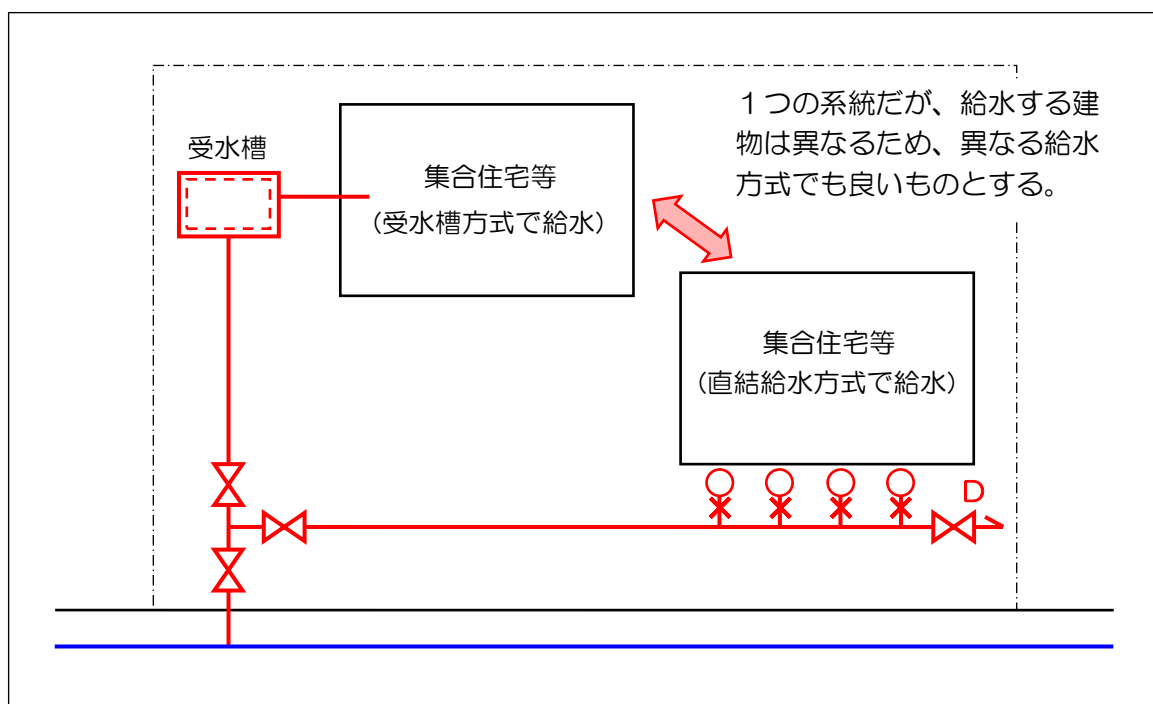 １つの系統だが、給水する建
物は異なるため、異なる給水
方式でも良いものとする。
受水槽
集合住宅等
（受水槽方式で給水）
集合住宅等
（直結給水方式で給水）
D